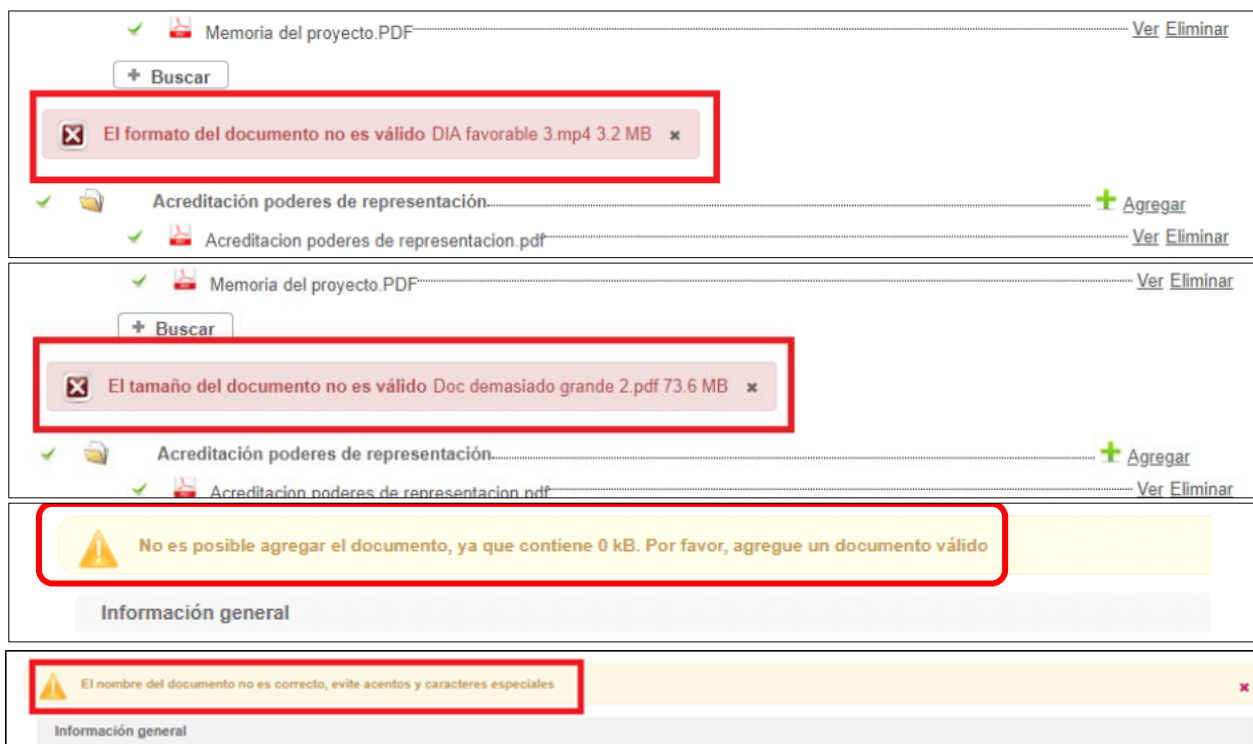 Memoria del proyecto.PDF Ver Eliminar
+ Buscar
El formato del documento no es válido DIA favorable 3.mp4 3.2 MB ×
Acreditación poderes de representación Agregar
Acreditacion poderes de representacion.pdf Ver Eliminar
Memoria del proyecto.PDF Ver Eliminar
+ Buscar
El tamaño del documento no es válido Doc demasiado grande 2.pdf 73.6 MB ×
Acreditación poderes de representación Agregar
Acreditacion poderes de representacion.pdf Ver Eliminar
No es posible agregar el documento, ya que contiene 0 kB. Por favor, agregue un documento válido
Información general
El nombre del documento no es correcto, evite acentos y caracteres especiales ×
Información general